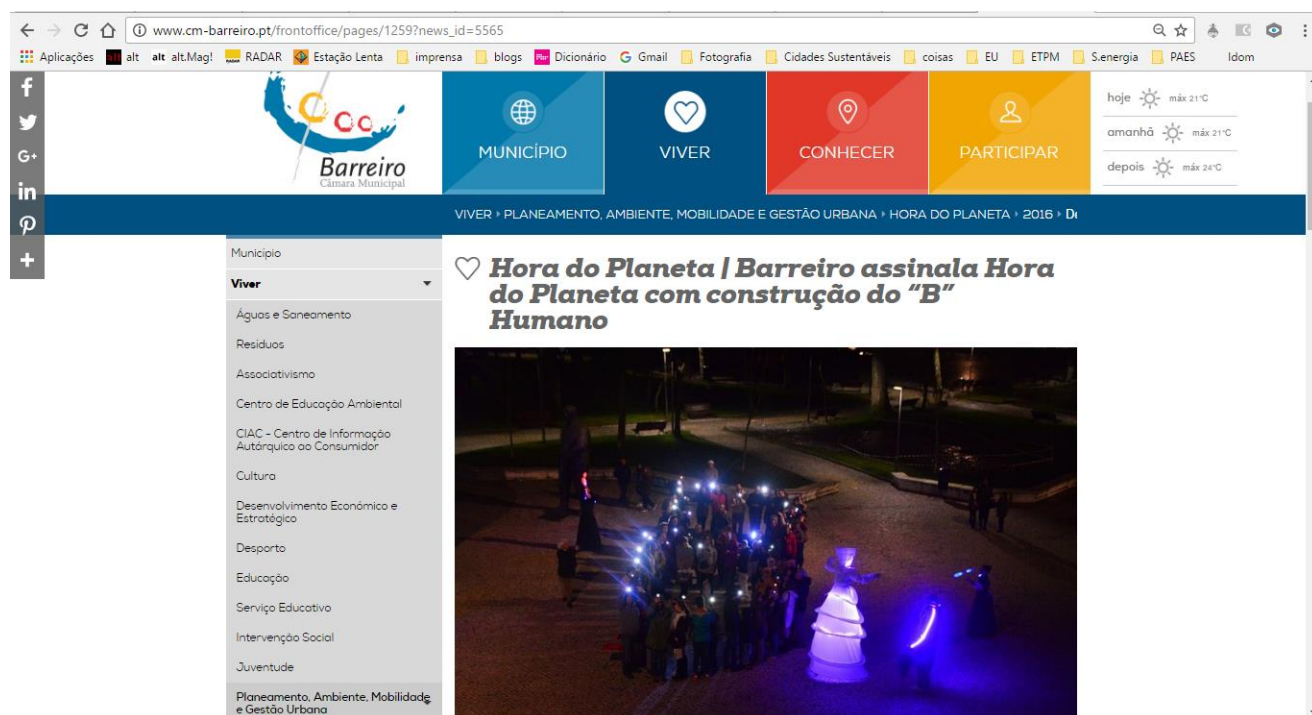 www.cm-barreiro.pt/frontoffice/pages/1259?news_id=5565
Aplicações alt alt alt.Mag! RADAR Estação Lenta imprensa blogs Dicionário Gmail Fotografia Cidades Sustentáveis coisas EU ETPM S.energia PAES Idom
Barreiro
Câmara Municipal
MUNICÍPIO
VIVER
CONHECER
PARTICIPAR
hoje máx 21°C
amanhã máx 21°C
depois máx 24°C
VIVER › PLANEAMENTO, AMBIENTE, MOBILIDADE E GESTÃO URBANA › HORA DO PLANETA › 2016 ›
Município
Viver
Águas e Saneamento
Resíduos
Associativismo
Centro de Educação Ambiental
CIAC - Centro de Informação
Autárquico ao Consumidor
Cultura
Desenvolvimento Económico e
Estratégico
Desporto
Educação
Serviço Educativo
Intervenção Social
Juventude
Planeamento, Ambiente, Mobilidade
e Gestão Urbana
Hora do Planeta | Barreiro assinala Hora
do Planeta com construção do “B”
Humano